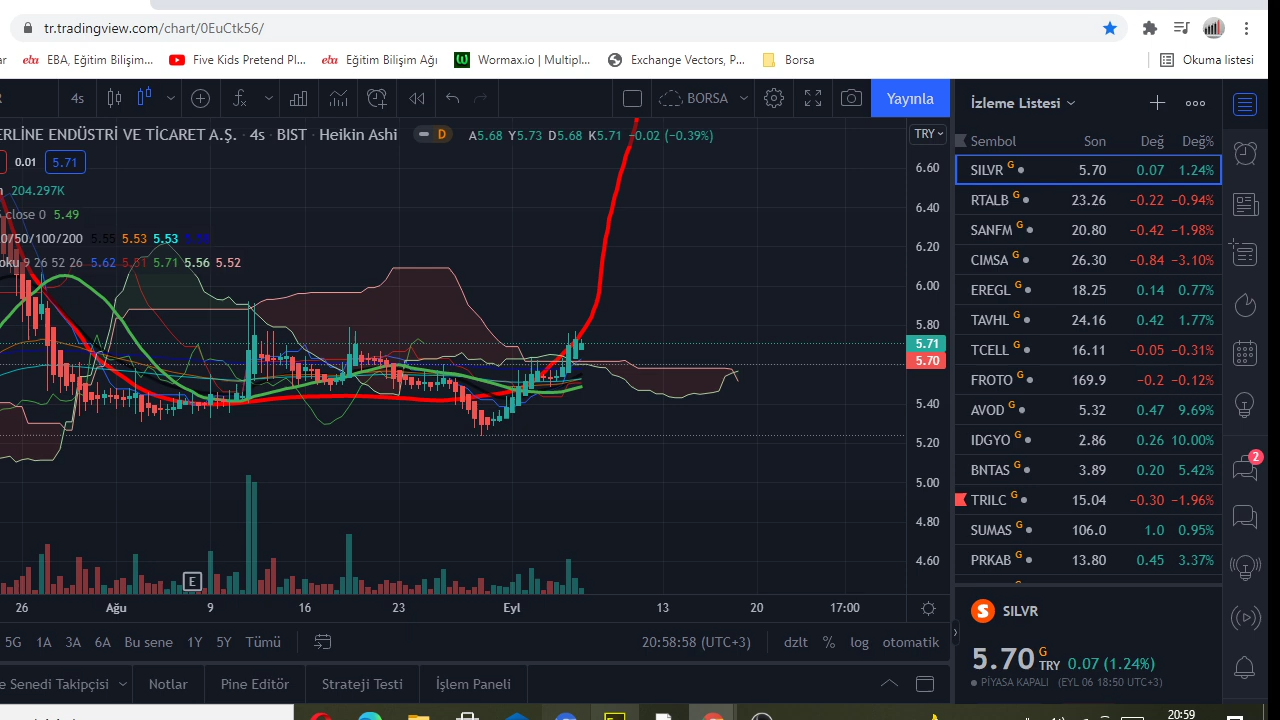 tr.tradingview.com/chart/0EuCtk56/
EBA, Eğitim Bilişim... Five Kids Pretend Pl... Eğitim Bilişim Ağı Wormax.io | Multipl... Exchange Vectors, P... Borsa Okuma listesi
4s BORSA Yayınla
ERLİNE ENDÜSTRİ VE TİCARET A.Ş. · 4s · BIST · Heikin Ashi D A5.68 Y5.73 D5.68 K5.71 −0.02 (−0.39%)
TRY
0.01 5.71
204.297K
close 0 5.49
0/50/100/200 5.55 5.53 5.53
oku 9 26 52 26 5.62 5.51 5.71 5.56 5.52
6.60
6.40
6.20
6.00
5.80
5.71
5.70
5.40
5.20
5.00
4.80
4.60
E
26 Ağu 9 16 23 Eyl 13 20 17:00
5G 1A 3A 6A Bu sene 1Y 5Y Tümü 20:58:58 (UTC+3) dzlt % log otomatik
e Senedi Takipçisi Notlar Pine Editör Strateji Testi İşlem Paneli
İzleme Listesi
Sembol Son Değ Değ%
SILVR G 5.70 0.07 1.24%
RTALB G 23.26 −0.22 −0.94%
SANFM G 20.80 −0.42 −1.98%
CIMSA G 26.30 −0.84 −3.10%
EREGL G 18.25 0.14 0.77%
TAVHL G 24.16 0.42 1.77%
TCELL G 16.11 −0.05 −0.31%
FROTO G 169.9 −0.2 −0.12%
AVOD G 5.32 0.47 9.69%
IDGYO G 2.86 0.26 10.00%
BNTAS G 3.89 0.20 5.42%
TRILC G 15.04 −0.30 −1.96%
SUMAS G 106.0 1.0 0.95%
PRKAB G 13.80 0.45 3.37%
2
S SILVR
5.70 G TRY 0.07 (1.24%)
PİYASA KAPALI (EYL 06 18:50 UTC+3)
20:59